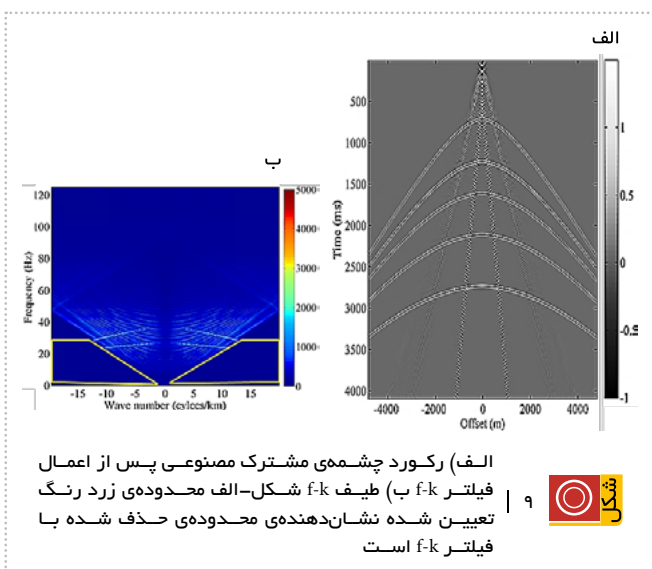 الف
500
1000
1500
2000
2500
3000
3500
4000
Time (ms)
-4000 -2000 0 2000 4000
Offset (m)
1
0.5
0
-1
ب
120
100
80
60
40
20
0
Frequency (Hz)
-15 -10 -5 0 5 10 15
Wave number (cylces/km)
5000
4000
3000
2000
1000
0
شکل ۹
الف) رکورد چشمه‌ی مشترک مصنوعی پس از اعمال
فیلتر f-k ب) طیف f-k شکل-الف محدوده‌ی زرد رنگ
تعیین شده نشان‌دهنده‌ی محدوده‌ی حذف شده با
فیلتر f-k است